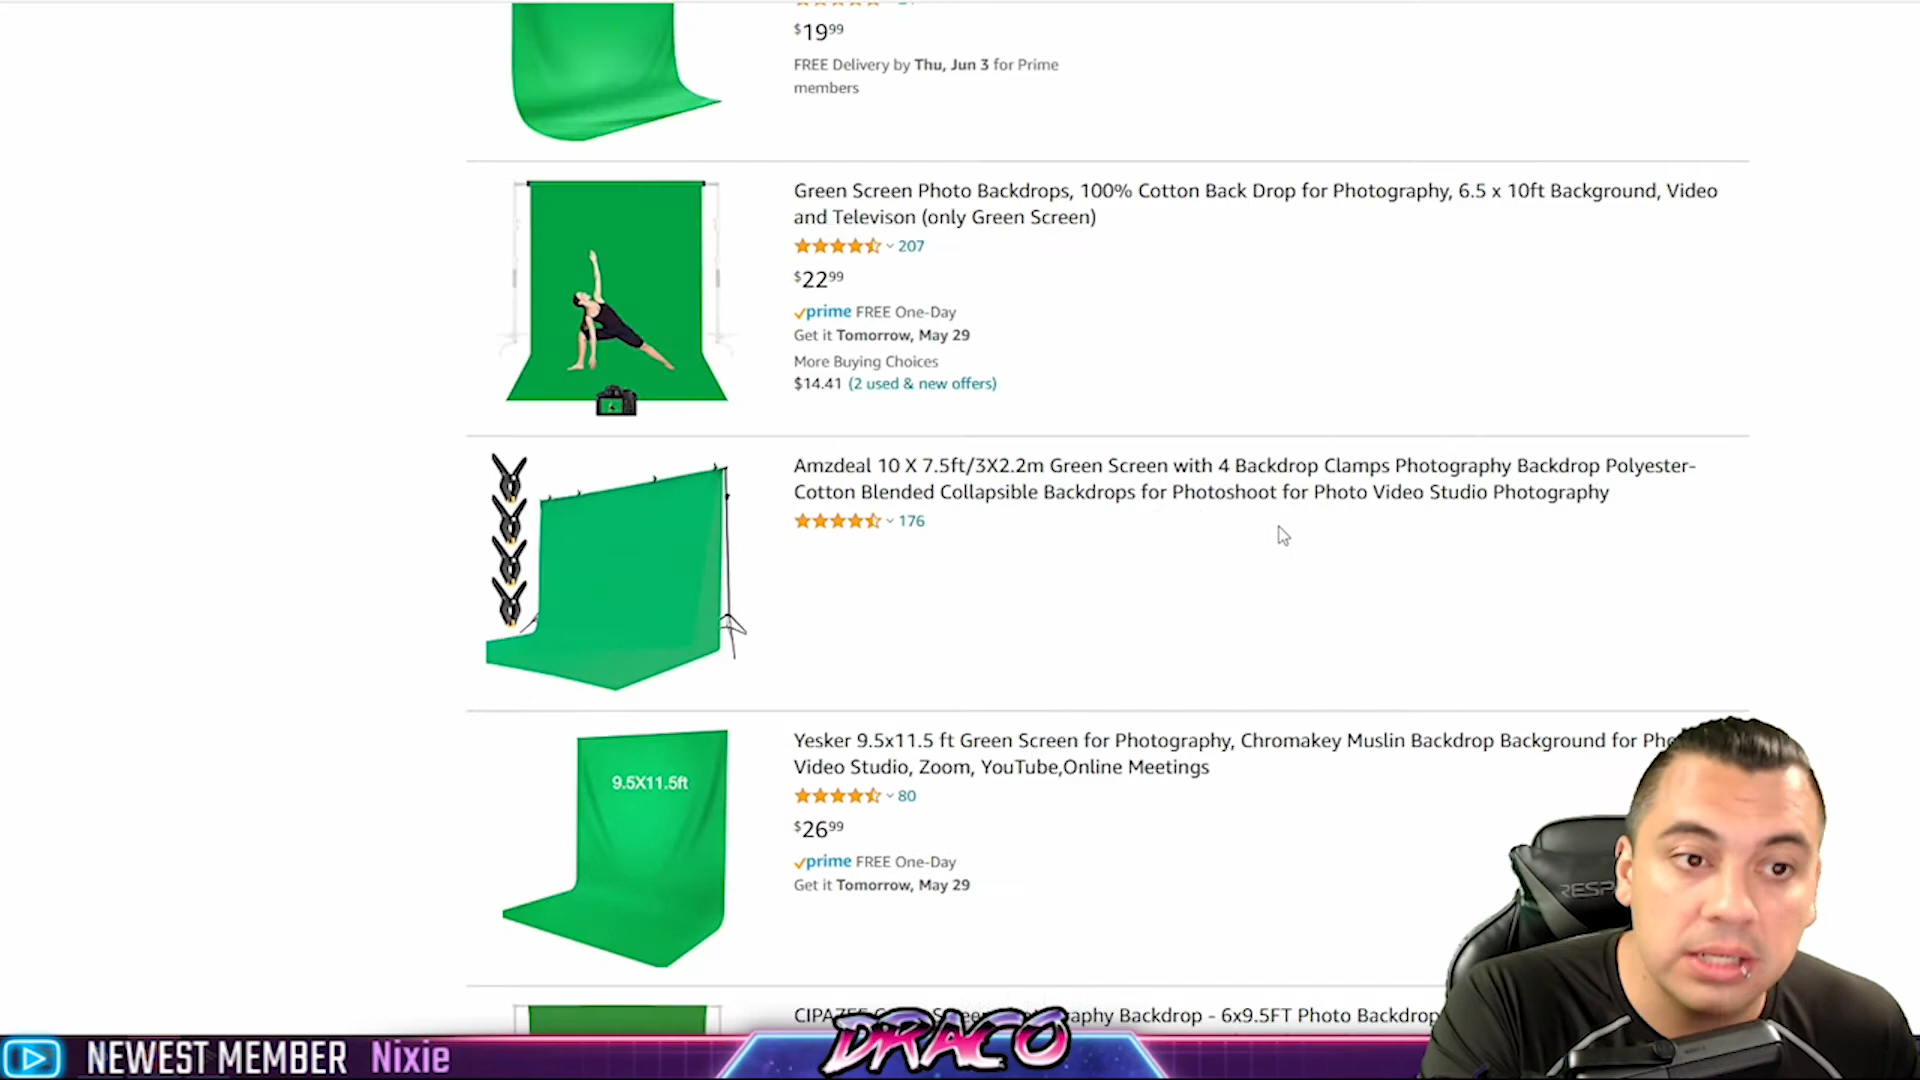 $19.99
FREE Delivery by Thu, Jun 3 for Prime
members
Green Screen Photo Backdrops, 100% Cotton Back Drop for Photography, 6.5 x 10ft Background, Video
and Televison (only Green Screen)
207
$22.99
prime FREE One-Day
Get it Tomorrow, May 29
More Buying Choices
$14.41 (2 used & new offers)
Amzdeal 10 X 7.5ft/3X2.2m Green Screen with 4 Backdrop Clamps Photography Backdrop Polyester-
Cotton Blended Collapsible Backdrops for Photoshoot for Photo Video Studio Photography
176
9.5X11.5ft
Yesker 9.5x11.5 ft Green Screen for Photography, Chromakey Muslin Backdrop Background for
Video Studio, Zoom, YouTube,Online Meetings
80
$26.99
prime FREE One-Day
Get it Tomorrow, May 29
RESP
Backdrop - 6x9.5FT Photo Backdrop
DRACO
NEWEST MEMBER Nixie